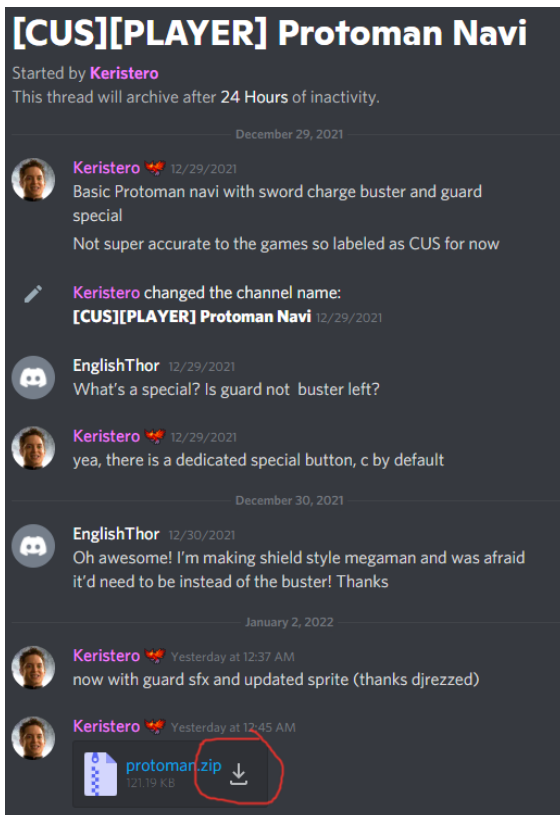 [CUS][PLAYER] Protoman Navi
Started by Keristero
This thread will archive after 24 Hours of inactivity.
December 29, 2021
Keristero 12/29/2021
Basic Protoman navi with sword charge buster and guard
special
Not super accurate to the games so labeled as CUS for now
Keristero changed the channel name:
[CUS][PLAYER] Protoman Navi 12/29/2021
EnglishThor 12/29/2021
What's a special? Is guard not buster left?
Keristero 12/29/2021
yea, there is a dedicated special button, c by default
December 30, 2021
EnglishThor 12/30/2021
Oh awesome! I'm making shield style megaman and was afraid
it'd need to be instead of the buster! Thanks
January 2, 2022
Keristero Yesterday at 12:37 AM
now with guard sfx and updated sprite (thanks djrezzed)
Keristero Yesterday at 12:45 AM
protoman.zip
121.19 KB